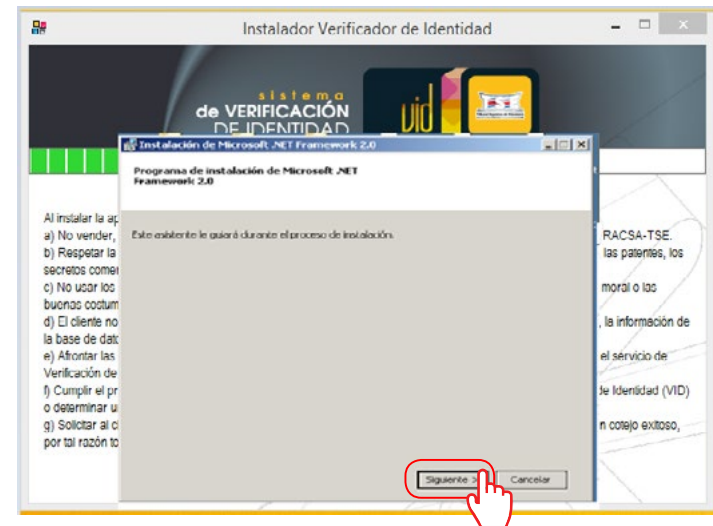 Instalador Verificador de Identidad
sistema
de VERIFICACIÓN
DE IDENTIDAD
vid
Instalación de Microsoft .NET Framework 2.0
Programa de instalación de Microsoft .NET
Framework 2.0
Este asistente le guiará durante el proceso de instalación.
Al instalar la ap
a) No vender, RACSA-TSE.
b) Respetar la las patentes, los
secretos comer
c) No usar los moral o las
buenas costum
d) El cliente no , la información de
la base de dato
e) Afrontar las el servicio de
Verificación de
f) Cumplir el pr de Identidad (VID)
o determinar u
g) Solicitar al c n cotejo exitoso,
por tal razón to
Siguiente > Cancelar